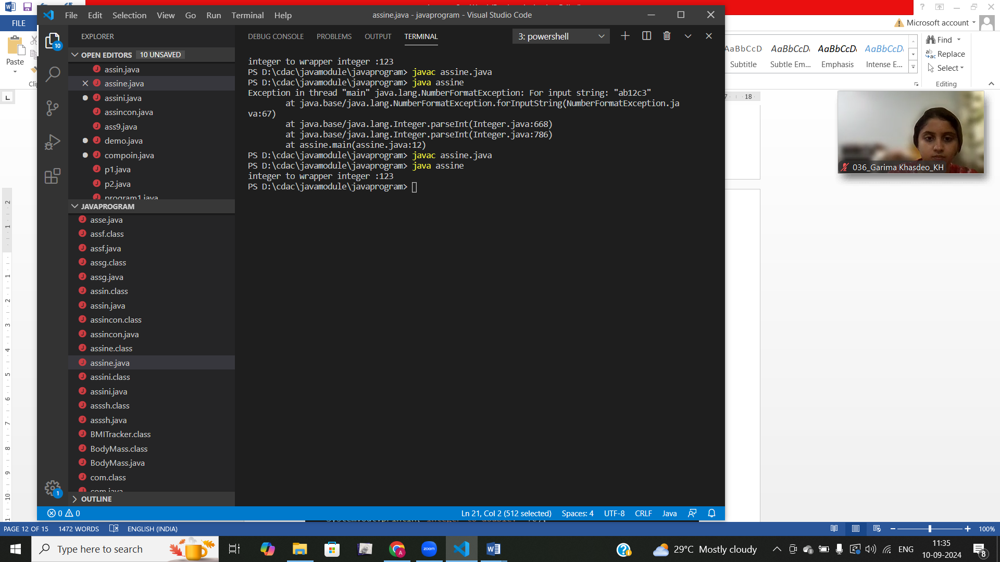 File Edit Selection View Go Run Terminal Help
assine.java - javaprogram - Visual Studio Code
FILE
Microsoft account
Paste
AaBbCcD AaBbCcDi AaBbCcDi AaBbCcDi
Subtitle Subtle Em... Emphasis Intense E...
Find
Replace
Select
Editing
EXPLORER
OPEN EDITORS 10 UNSAVED
assin.java
assine.java
assini.java
assincon.java
ass9.java
demo.java
compoin.java
p1.java
p2.java
program1.java
JAVAPROGRAM
asse.java
assf.class
assf.java
assg.class
assg.java
assin.class
assin.java
assincon.class
assincon.java
assine.class
assine.java
assini.class
assini.java
asssh.class
asssh.java
BMITracker.class
BodyMass.class
BodyMass.java
com.class
com.java
OUTLINE
10
1
DEBUG CONSOLE PROBLEMS OUTPUT TERMINAL
3: powershell
integer to wrapper integer :123
PS D:\cdac\javamodule\javaprogram> javac assine.java
PS D:\cdac\javamodule\javaprogram> java assine
Exception in thread "main" java.lang.NumberFormatException: For input string: "ab12c3"
at java.base/java.lang.NumberFormatException.forInputString(NumberFormatException.ja
va:67)
at java.base/java.lang.Integer.parseInt(Integer.java:668)
at java.base/java.lang.Integer.parseInt(Integer.java:786)
at assine.main(assine.java:12)
PS D:\cdac\javamodule\javaprogram> javac assine.java
PS D:\cdac\javamodule\javaprogram> java assine
integer to wrapper integer :123
PS D:\cdac\javamodule\javaprogram>
036_Garima Khasdeo_KH
0 0
Ln 21, Col 2 (512 selected) Spaces: 4 UTF-8 CRLF Java
PAGE 12 OF 15 1472 WORDS ENGLISH (INDIA)
100%
Type here to search
zoom
29°C Mostly cloudy
ENG
11:35
10-09-2024
8